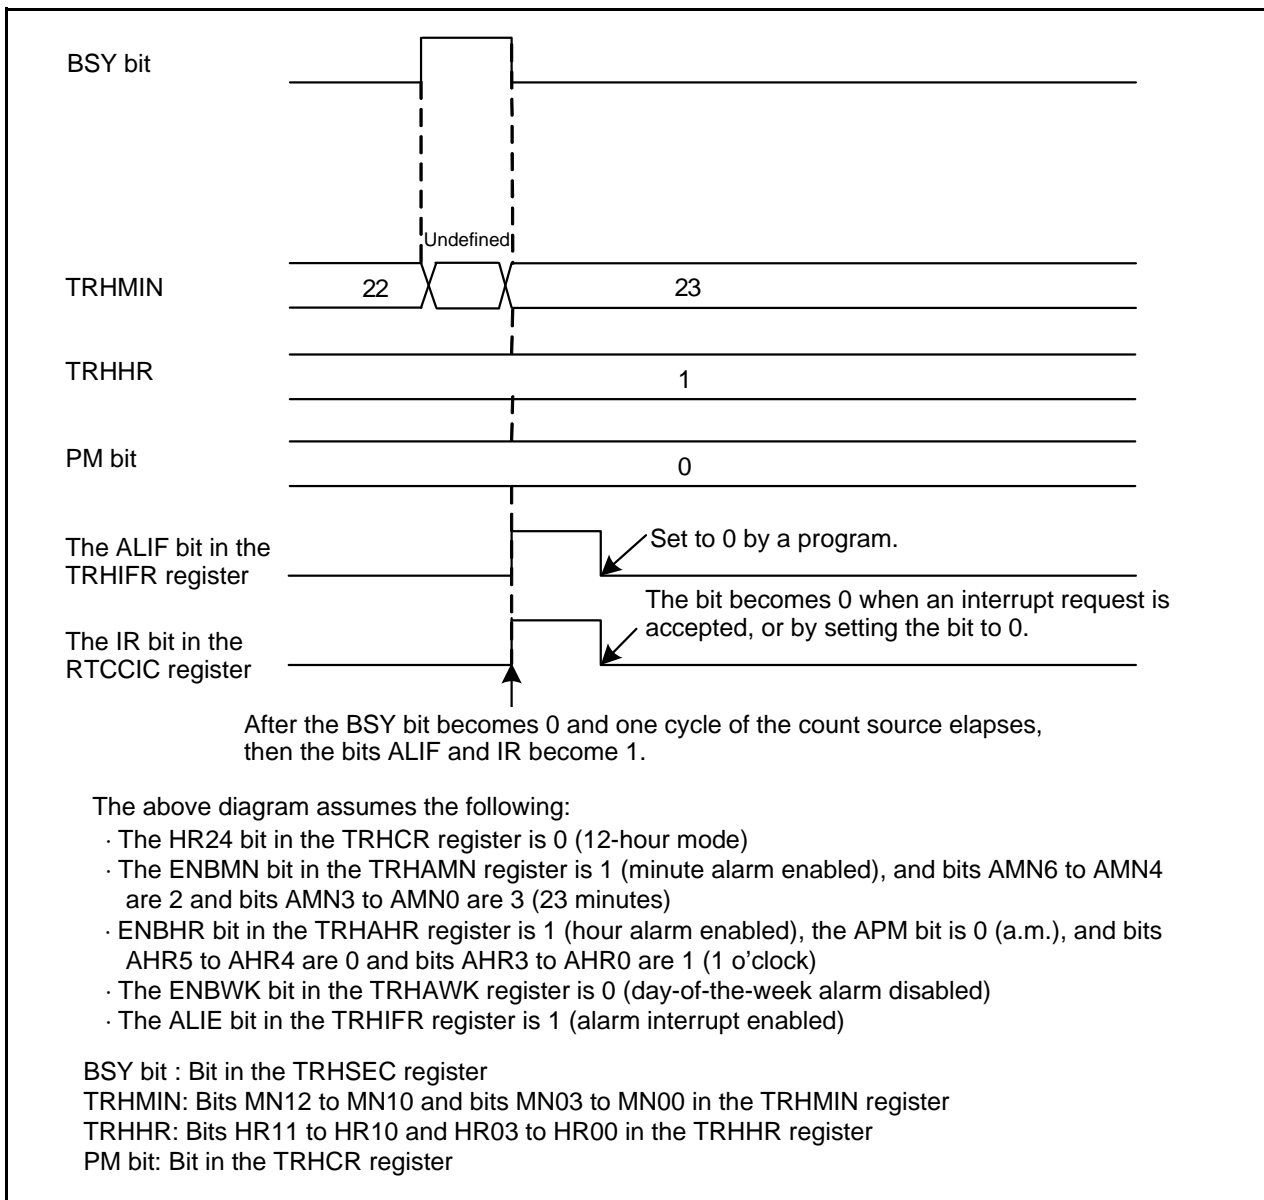 BSY bit
Undefined
TRHMIN
22
23
TRHHR
1
PM bit
0
The ALIF bit in the
TRHIFR register
Set to 0 by a program.
The IR bit in the
RTCCIC register
The bit becomes 0 when an interrupt request is
accepted, or by setting the bit to 0.
After the BSY bit becomes 0 and one cycle of the count source elapses,
then the bits ALIF and IR become 1.
The above diagram assumes the following:
· The HR24 bit in the TRHCR register is 0 (12-hour mode)
· The ENBMN bit in the TRHAMN register is 1 (minute alarm enabled), and bits AMN6 to AMN4
are 2 and bits AMN3 to AMN0 are 3 (23 minutes)
· ENBHR bit in the TRHAHR register is 1 (hour alarm enabled), the APM bit is 0 (a.m.), and bits
AHR5 to AHR4 are 0 and bits AHR3 to AHR0 are 1 (1 o’clock)
· The ENBWK bit in the TRHAWK register is 0 (day-of-the-week alarm disabled)
· The ALIE bit in the TRHIFR register is 1 (alarm interrupt enabled)
BSY bit : Bit in the TRHSEC register
TRHMIN: Bits MN12 to MN10 and bits MN03 to MN00 in the TRHMIN register
TRHHR: Bits HR11 to HR10 and HR03 to HR00 in the TRHHR register
PM bit: Bit in the TRHCR register